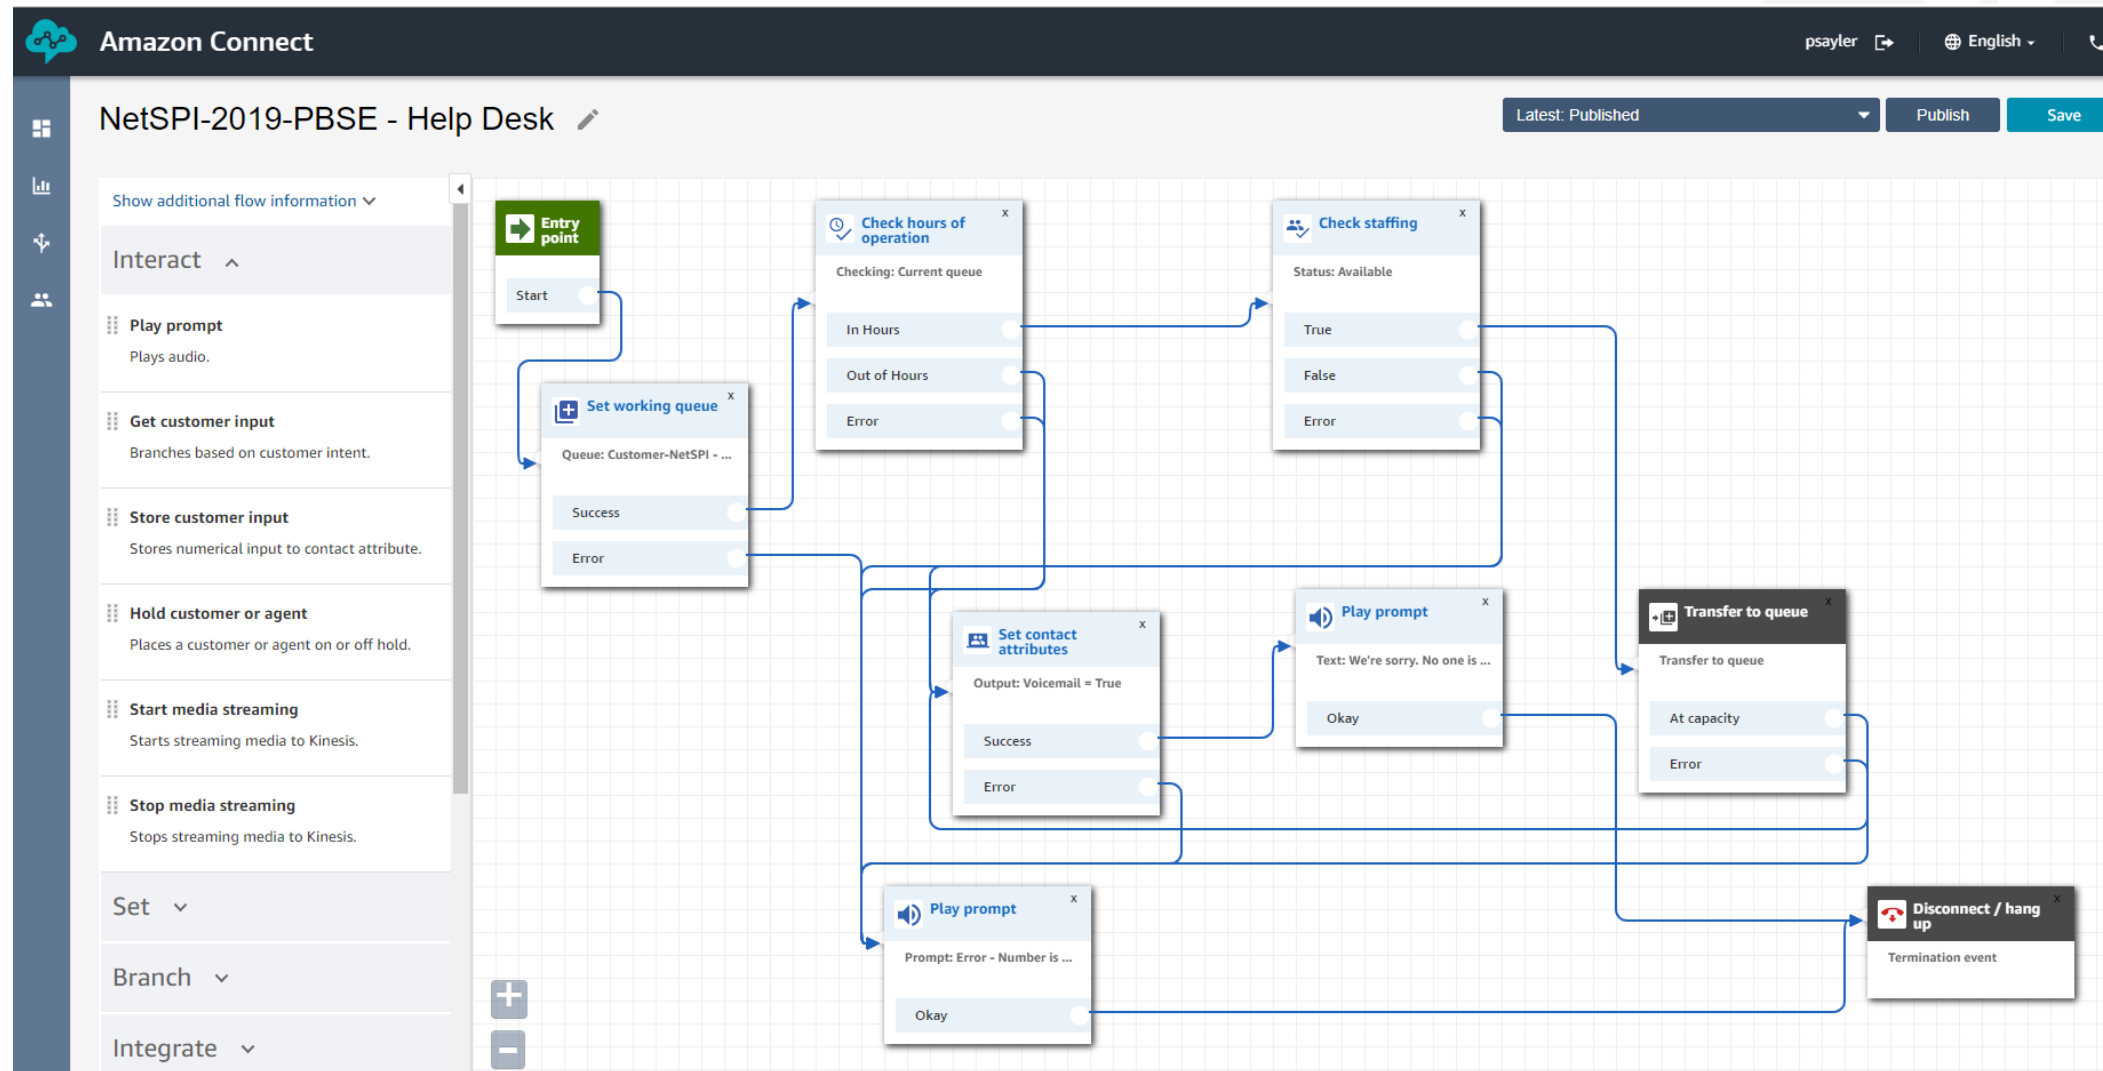 Amazon Connect
psayler
English
NetSPI-2019-PBSE - Help Desk
Latest: Published
Publish
Save
Show additional flow information
Interact
Play prompt
Plays audio.
Get customer input
Branches based on customer intent.
Store customer input
Stores numerical input to contact attribute.
Hold customer or agent
Places a customer or agent on or off hold.
Start media streaming
Starts streaming media to Kinesis.
Stop media streaming
Stops streaming media to Kinesis.
Set
Branch
Integrate
Entry
point
Start
x
Set working queue
Queue: Customer-NetSPI - ...
Success
Error
x
Check hours of
operation
Checking: Current queue
In Hours
Out of Hours
Error
x
Check staffing
Status: Available
True
False
Error
x
Set contact
attributes
Output: Voicemail = True
Success
Error
x
Play prompt
Text: We're sorry. No one is ...
Okay
x
Transfer to queue
Transfer to queue
At capacity
Error
x
Play prompt
Prompt: Error - Number is ...
Okay
x
Disconnect / hang
up
Termination event